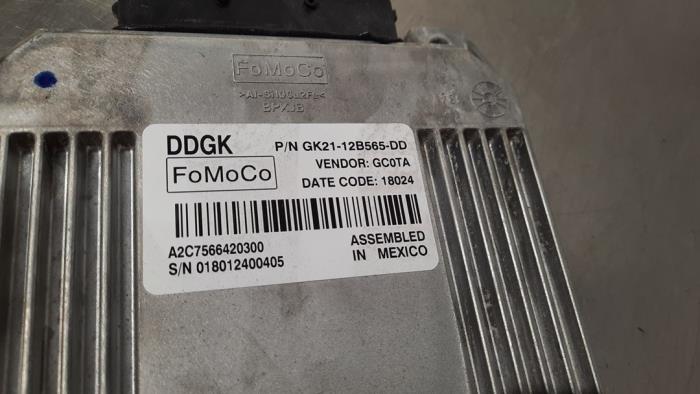 FoMoCo
BPXJB
DDGK
P/N GK21-12B565-DD
FoMoCo
VENDOR: GC0TA
DATE CODE: 18024
A2C7566420300
S/N 018012400405
ASSEMBLED
IN MEXICO